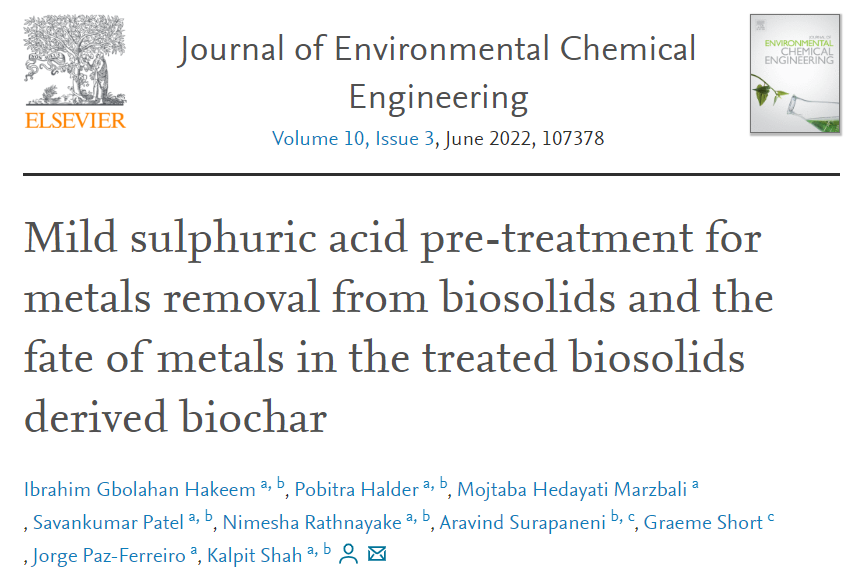 ELSEVIER
Journal of Environmental Chemical
Engineering
Volume 10, Issue 3, June 2022, 107378
JOURNAL OF
ENVIRONMENTAL
CHEMICAL
ENGINEERING
Mild sulphuric acid pre-treatment for
metals removal from biosolids and the
fate of metals in the treated biosolids
derived biochar
Ibrahim Gbolahan Hakeem a, b, Pobitra Halder a, b, Mojtaba Hedayati Marzbali a
, Savankumar Patel a, b, Nimesha Rathnayake a, b, Aravind Surapaneni b, c, Graeme Short c
, Jorge Paz-Ferreiro a, Kalpit Shah a, b